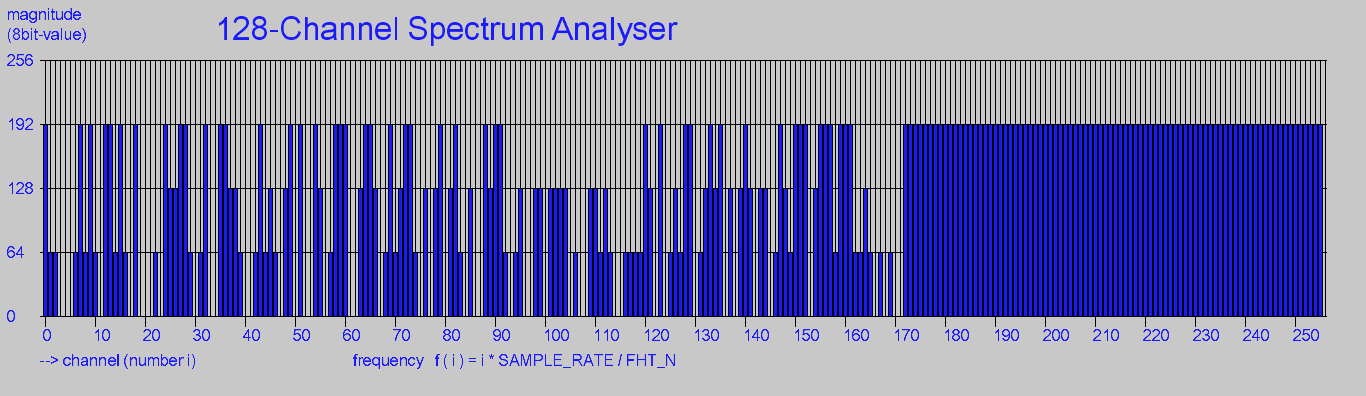 magnitude
(8bit-value)
128-Channel Spectrum Analyser
256
192
128
64
0
0 10 20 30 40 50 60 70 80 90 100 110 120 130 140 150 160 170 180 190 200 210 220 230 240 250
--> channel (number i)
frequency f ( i ) = i * SAMPLE_RATE / FHT_N